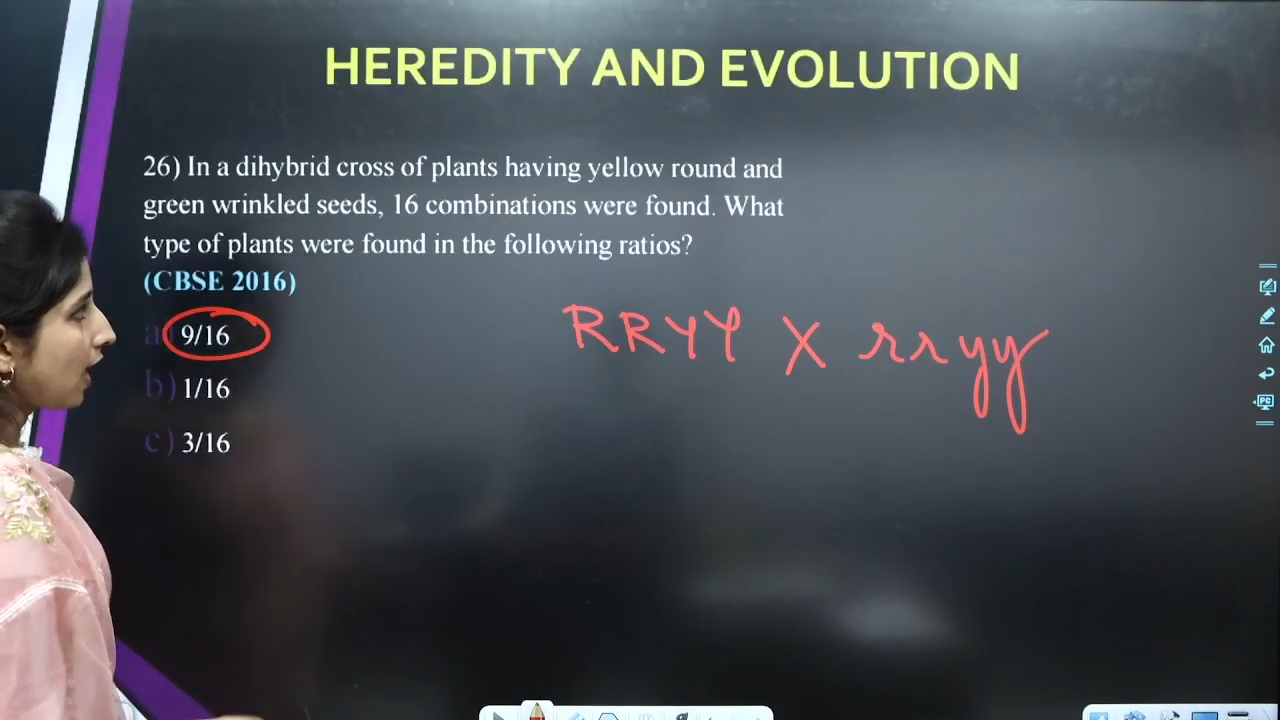 HEREDITY AND EVOLUTION
26) In a dihybrid cross of plants having yellow round and
green wrinkled seeds, 16 combinations were found. What
type of plants were found in the following ratios?
(CBSE 2016)
a) 9/16
b) 1/16
c) 3/16
RRYY X rryy
PC